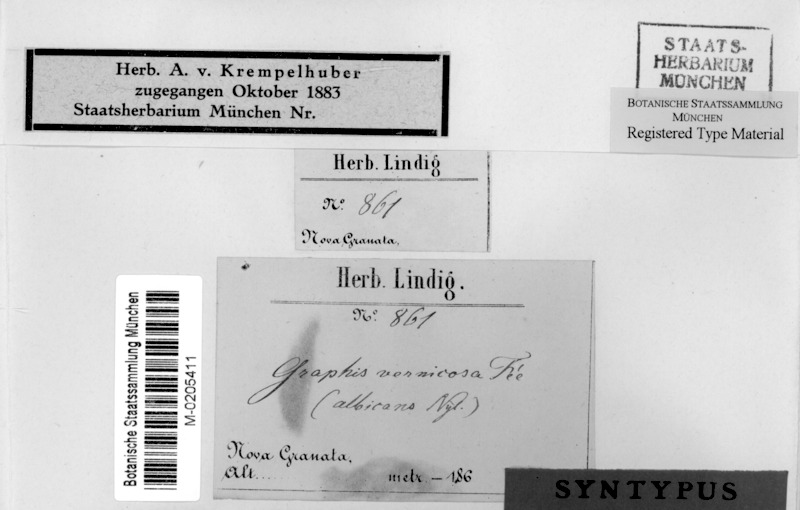 Herb. A. v. Krempelhuber
zugegangen Oktober 1883
Staatsherbarium München Nr.
STAATS-
HERBARIUM
MÜNCHEN
BOTANISCHE STAATSSAMMLUNG
MÜNCHEN
Registered Type Material
Herb. Lindig
No. 861
Nova Granata.
Herb. Lindig.
No. 861
Graphis vernicosa Fée
(albicans Nyl.)
Nova Granata.
Alt... metr. – 186
Botanische Staatssammlung München
M-0205411
SYNTYPUS